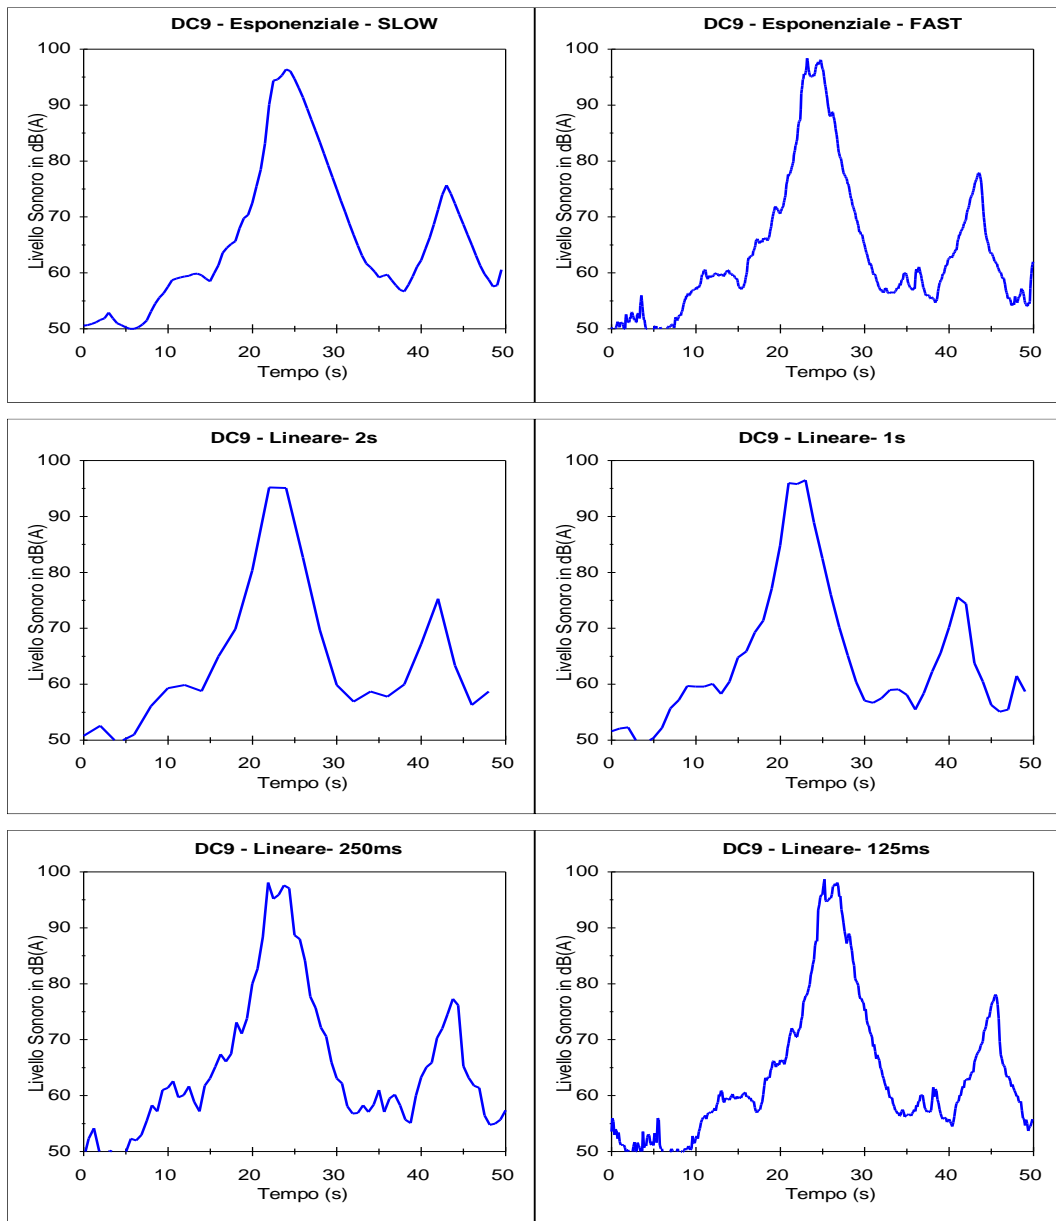 DC9 - Esponenziale - SLOW
Livello Sonoro in dB(A)
100
90
80
70
60
50
0 10 20 30 40 50
Tempo (s)
DC9 - Esponenziale - FAST
Livello Sonoro in dB(A)
100
90
80
70
60
50
0 10 20 30 40 50
Tempo (s)
DC9 - Lineare- 2s
Livello Sonoro in dB(A)
100
90
80
70
60
50
0 10 20 30 40 50
Tempo (s)
DC9 - Lineare- 1s
Livello Sonoro in dB(A)
100
90
80
70
60
50
0 10 20 30 40 50
Tempo (s)
DC9 - Lineare- 250ms
Livello Sonoro in dB(A)
100
90
80
70
60
50
0 10 20 30 40 50
Tempo (s)
DC9 - Lineare- 125ms
Livello Sonoro in dB(A)
100
90
80
70
60
50
0 10 20 30 40 50
Tempo (s)